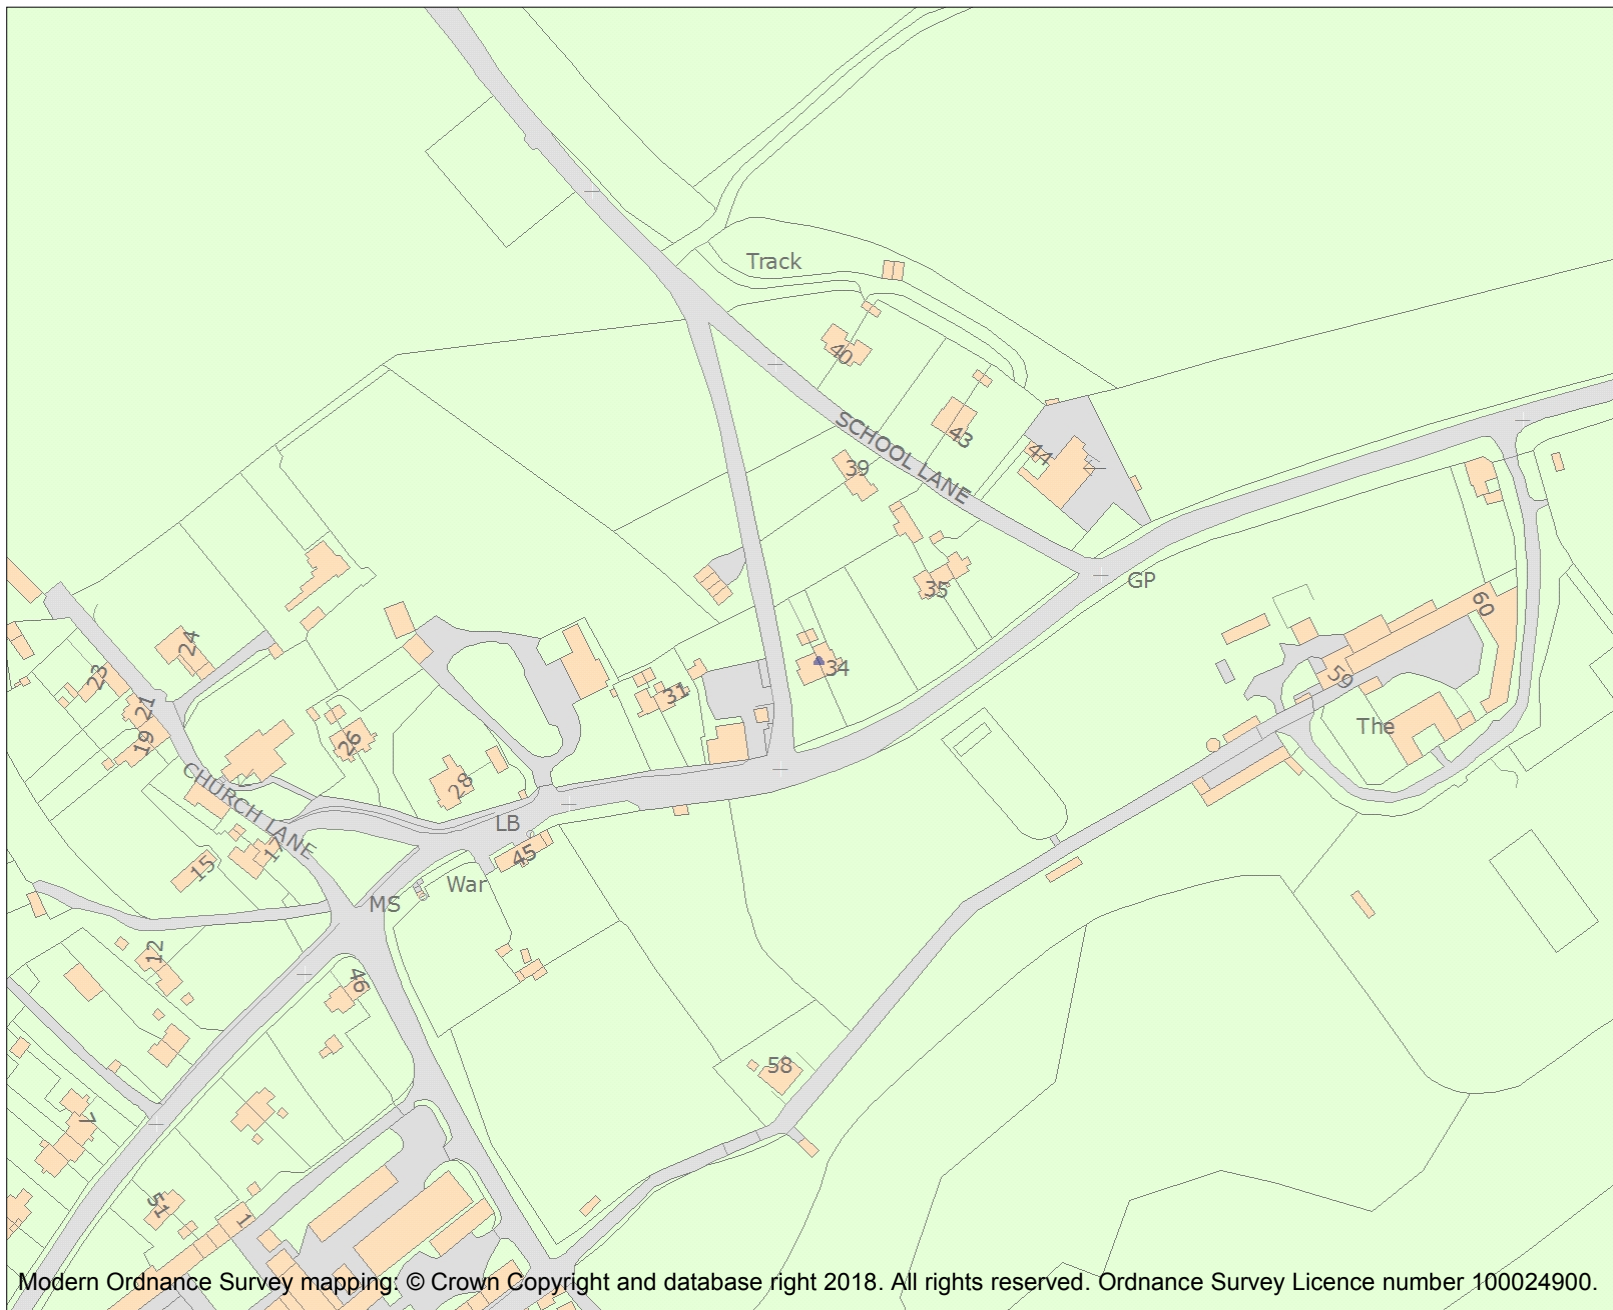 Track
40
SCHOOL LANE
43
44
39
GP
35
60
24
34
59
23
31
21
The
19
26
28
CHURCH LANE
LB
45
17
15
War
MS
12
46
58
7
51
1
Modern Ordnance Survey mapping: © Crown Copyright and database right 2018. All rights reserved. Ordnance Survey Licence number 100024900.